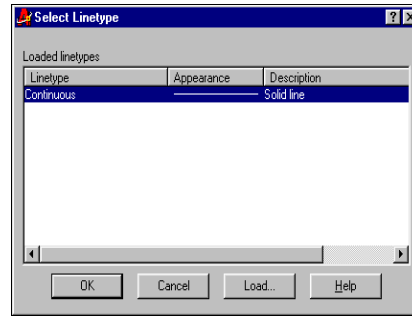 Select Linetype
Loaded linetypes
Linetype Appearance Description
Continuous Solid line
OK Cancel Load... Help